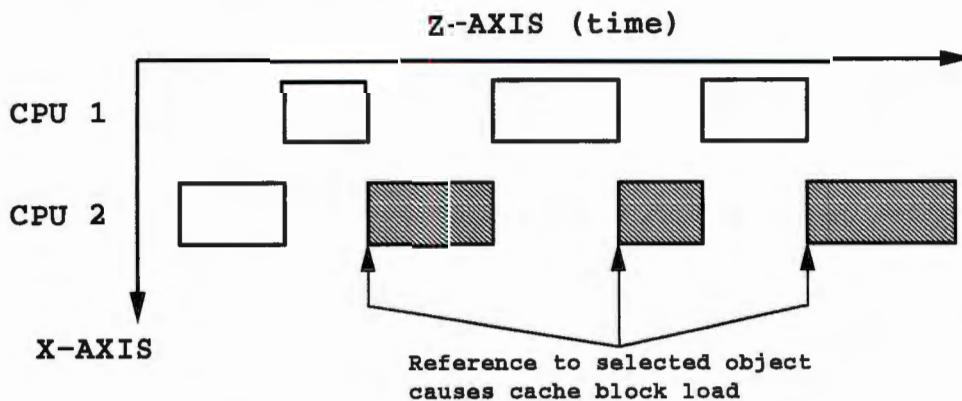 Z--AXIS (time)
CPU 1
CPU 2
X-AXIS
Reference to selected object
causes cache block load